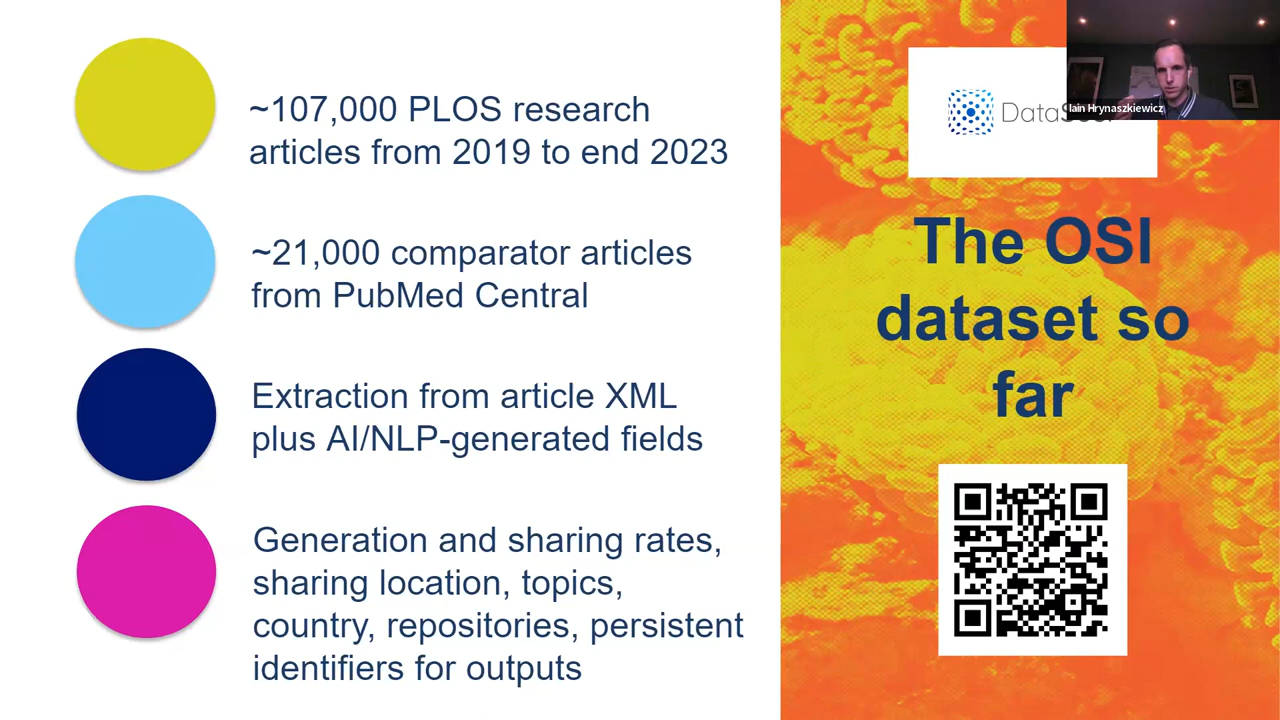 ~107,000 PLOS research
articles from 2019 to end 2023
~21,000 comparator articles
from PubMed Central
Extraction from article XML
plus AI/NLP-generated fields
Generation and sharing rates,
sharing location, topics,
country, repositories, persistent
identifiers for outputs
Iain Hrynaszkiewicz
The OSI
dataset so
far